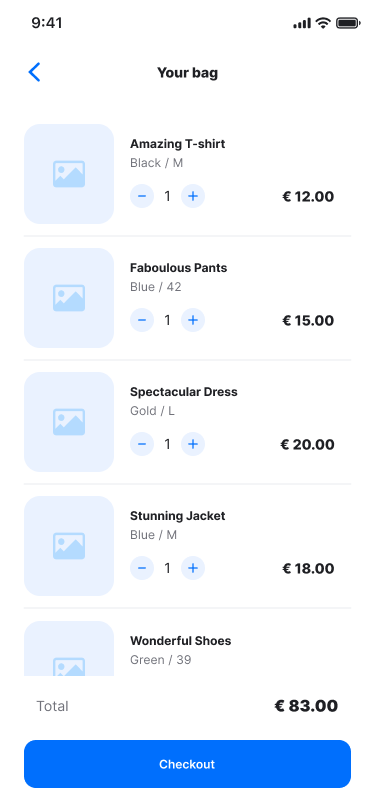 9:41
Your bag
Amazing T-shirt
Black / M
− 1 +
€ 12.00
Faboulous Pants
Blue / 42
− 1 +
€ 15.00
Spectacular Dress
Gold / L
− 1 +
€ 20.00
Stunning Jacket
Blue / M
− 1 +
€ 18.00
Wonderful Shoes
Green / 39
Total
€ 83.00
Checkout